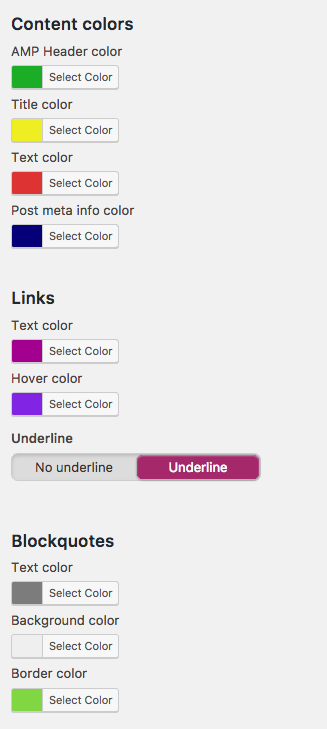 Content colors
AMP Header color
Select Color
Title color
Select Color
Text color
Select Color
Post meta info color
Select Color
Links
Text color
Select Color
Hover color
Select Color
Underline
No underline Underline
Blockquotes
Text color
Select Color
Background color
Select Color
Border color
Select Color